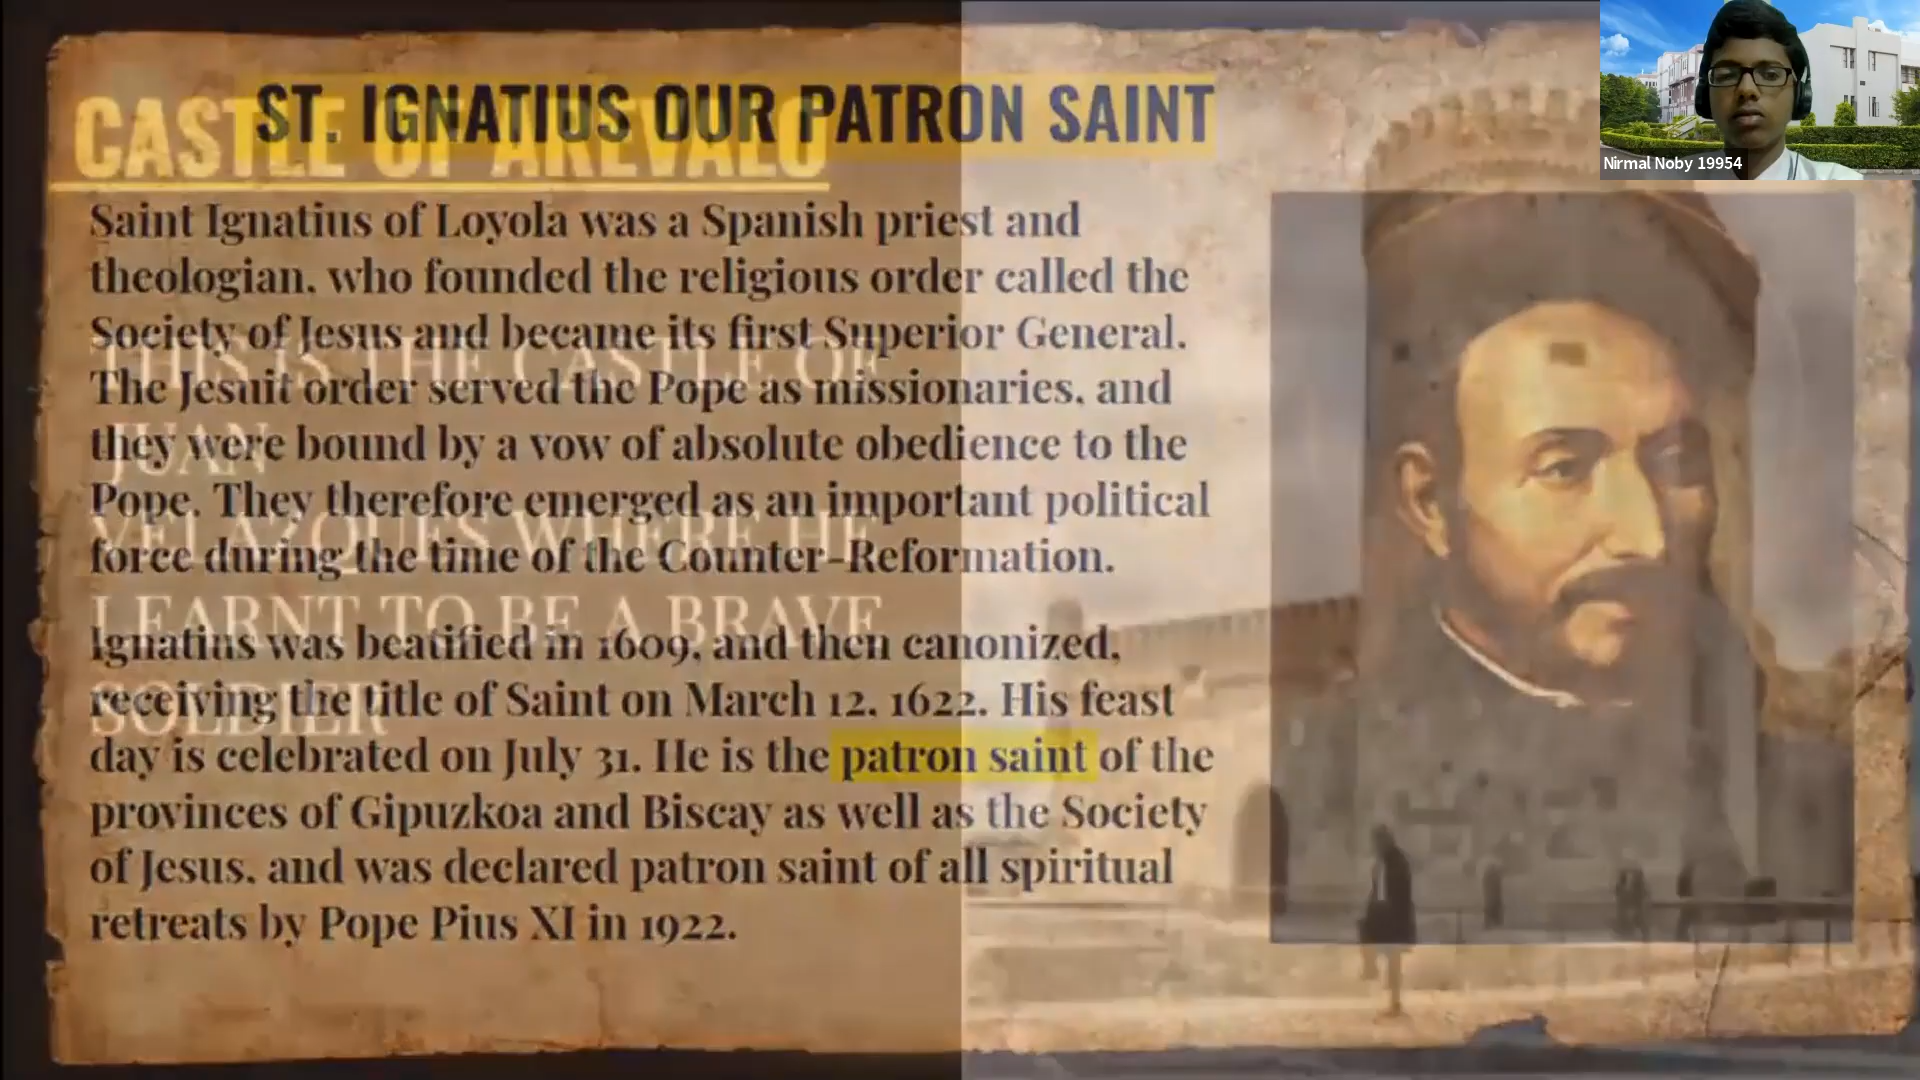 ST. IGNATIUS OUR PATRON SAINT
CASTLE OF AREVALO
Saint Ignatius of Loyola was a Spanish priest and
theologian, who founded the religious order called the
Society of Jesus and became its first Superior General.
The Jesuit order served the Pope as missionaries, and
they were bound by a vow of absolute obedience to the
Pope. They therefore emerged as an important political
force during the time of the Counter-Reformation.
Ignatius was beatified in 1609, and then canonized,
receiving the title of Saint on March 12, 1622. His feast
day is celebrated on July 31. He is the patron saint of the
provinces of Gipuzkoa and Biscay as well as the Society
of Jesus, and was declared patron saint of all spiritual
retreats by Pope Pius XI in 1922.
THIS IS THE CASTLE OF
JUAN
VELAZQUES WHERE HE
LEARNT TO BE A BRAVE
SOLDIER
Nirmal Noby 19954